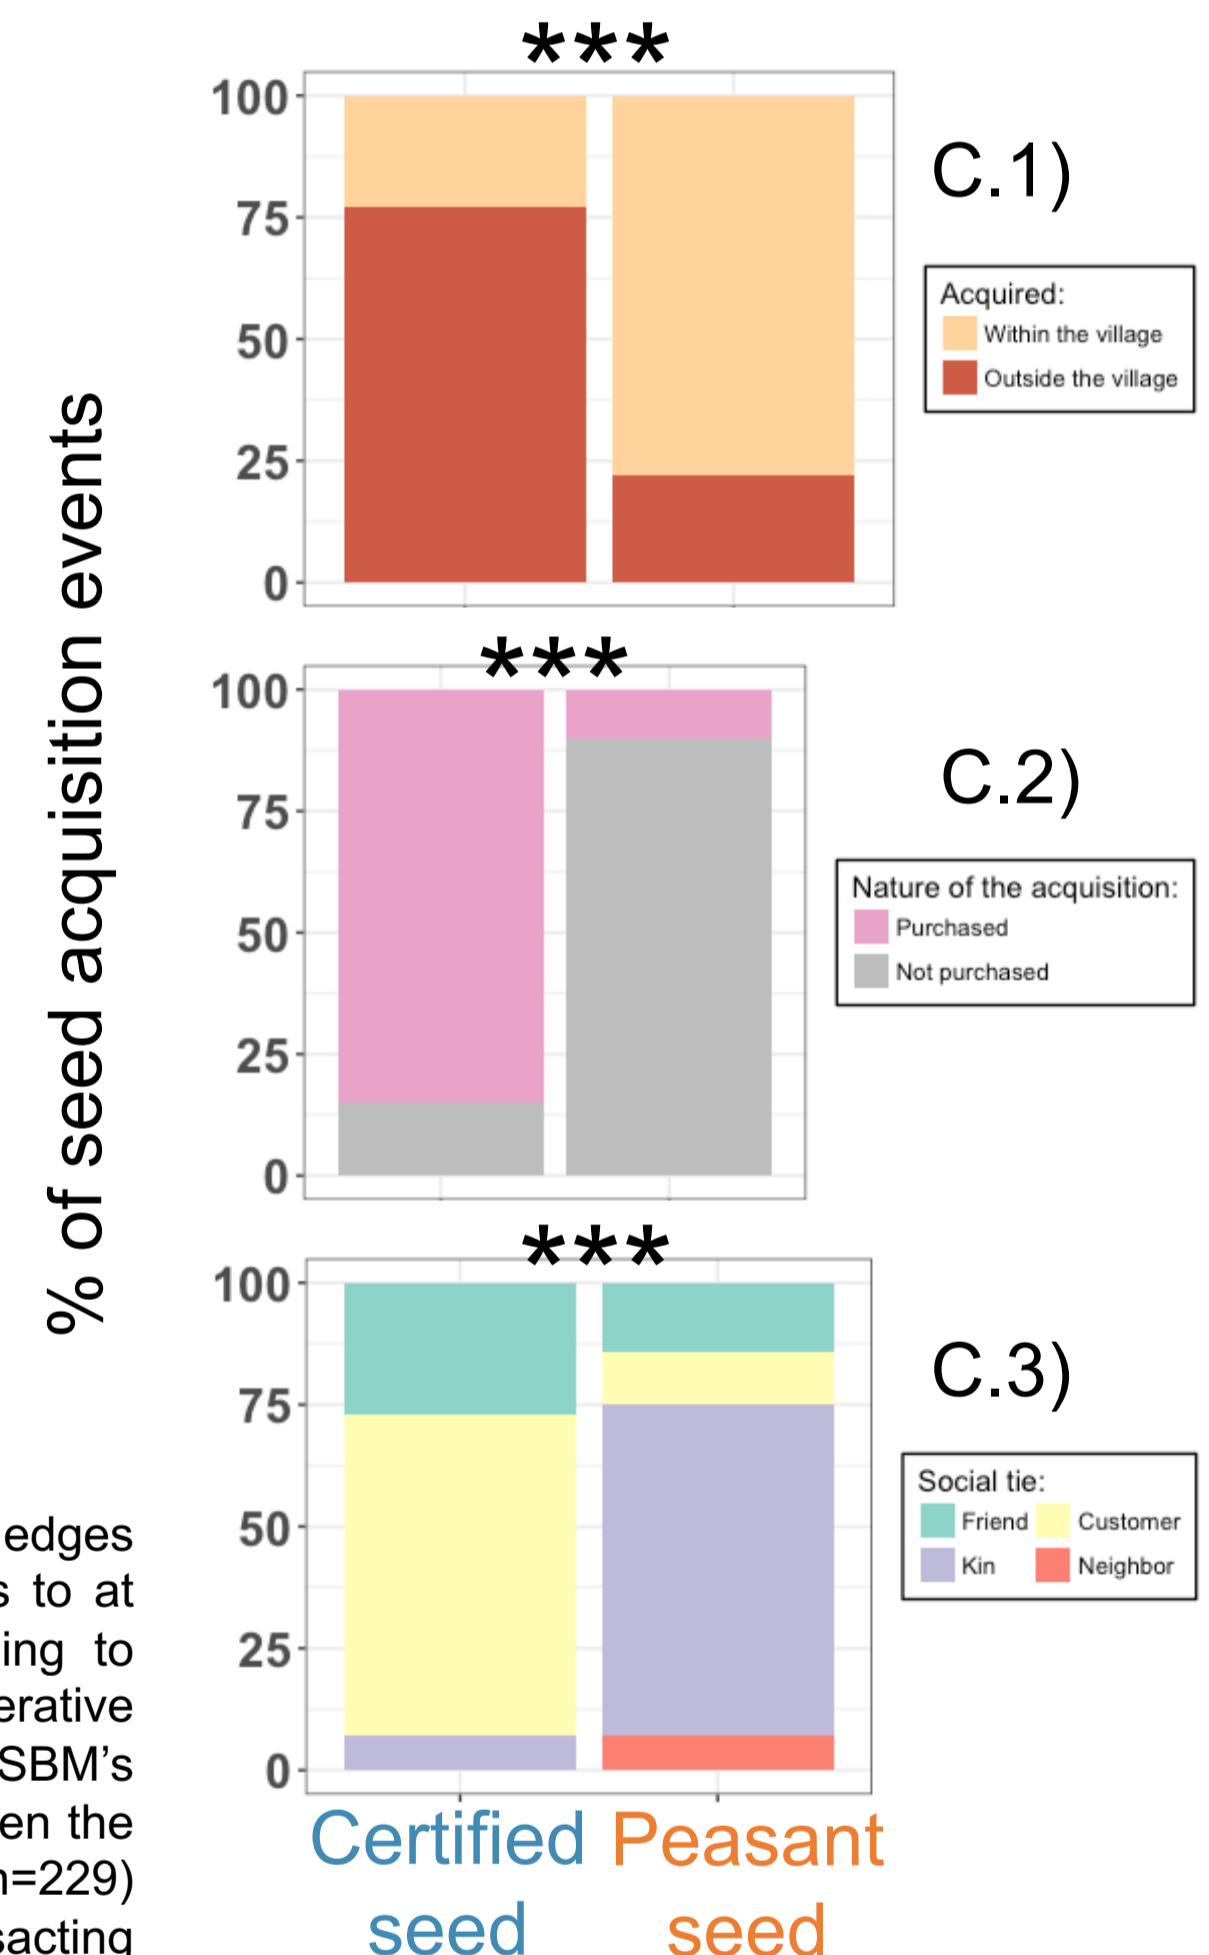 % of seed acquisition events
***
100
75
50
25
0
C.1)
Acquired:
Within the village
Outside the village
***
100
75
50
25
0
C.2)
Nature of the acquisition:
Purchased
Not purchased
***
100
75
50
25
0
C.3)
Social tie:
Friend Customer
Kin Neighbor
Certified Peasant
seed seed
edges
s to at
ing to
erative
SBM’s
en the
n=229)
sacting